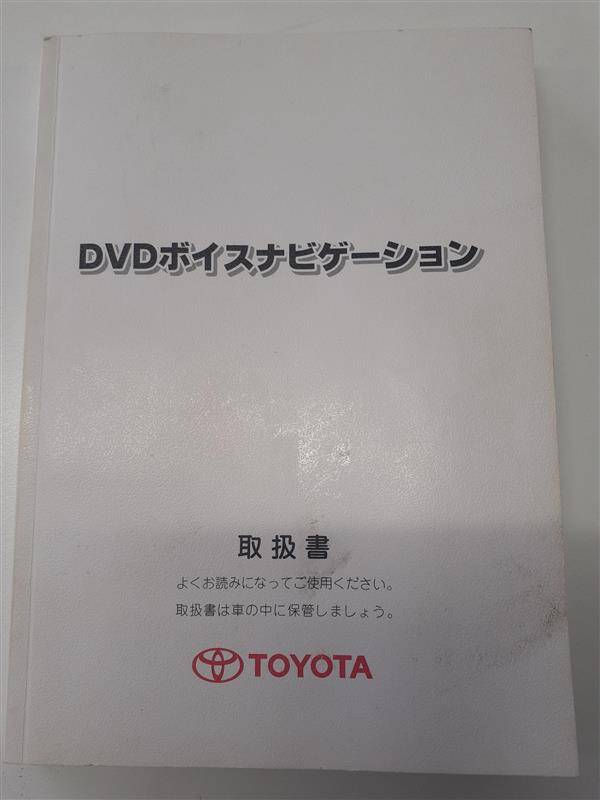 DVDボイスナビゲーション
取扱書
よくお読みになってご使用ください。
取扱書は車の中に保管しましょう。
TOYOTA